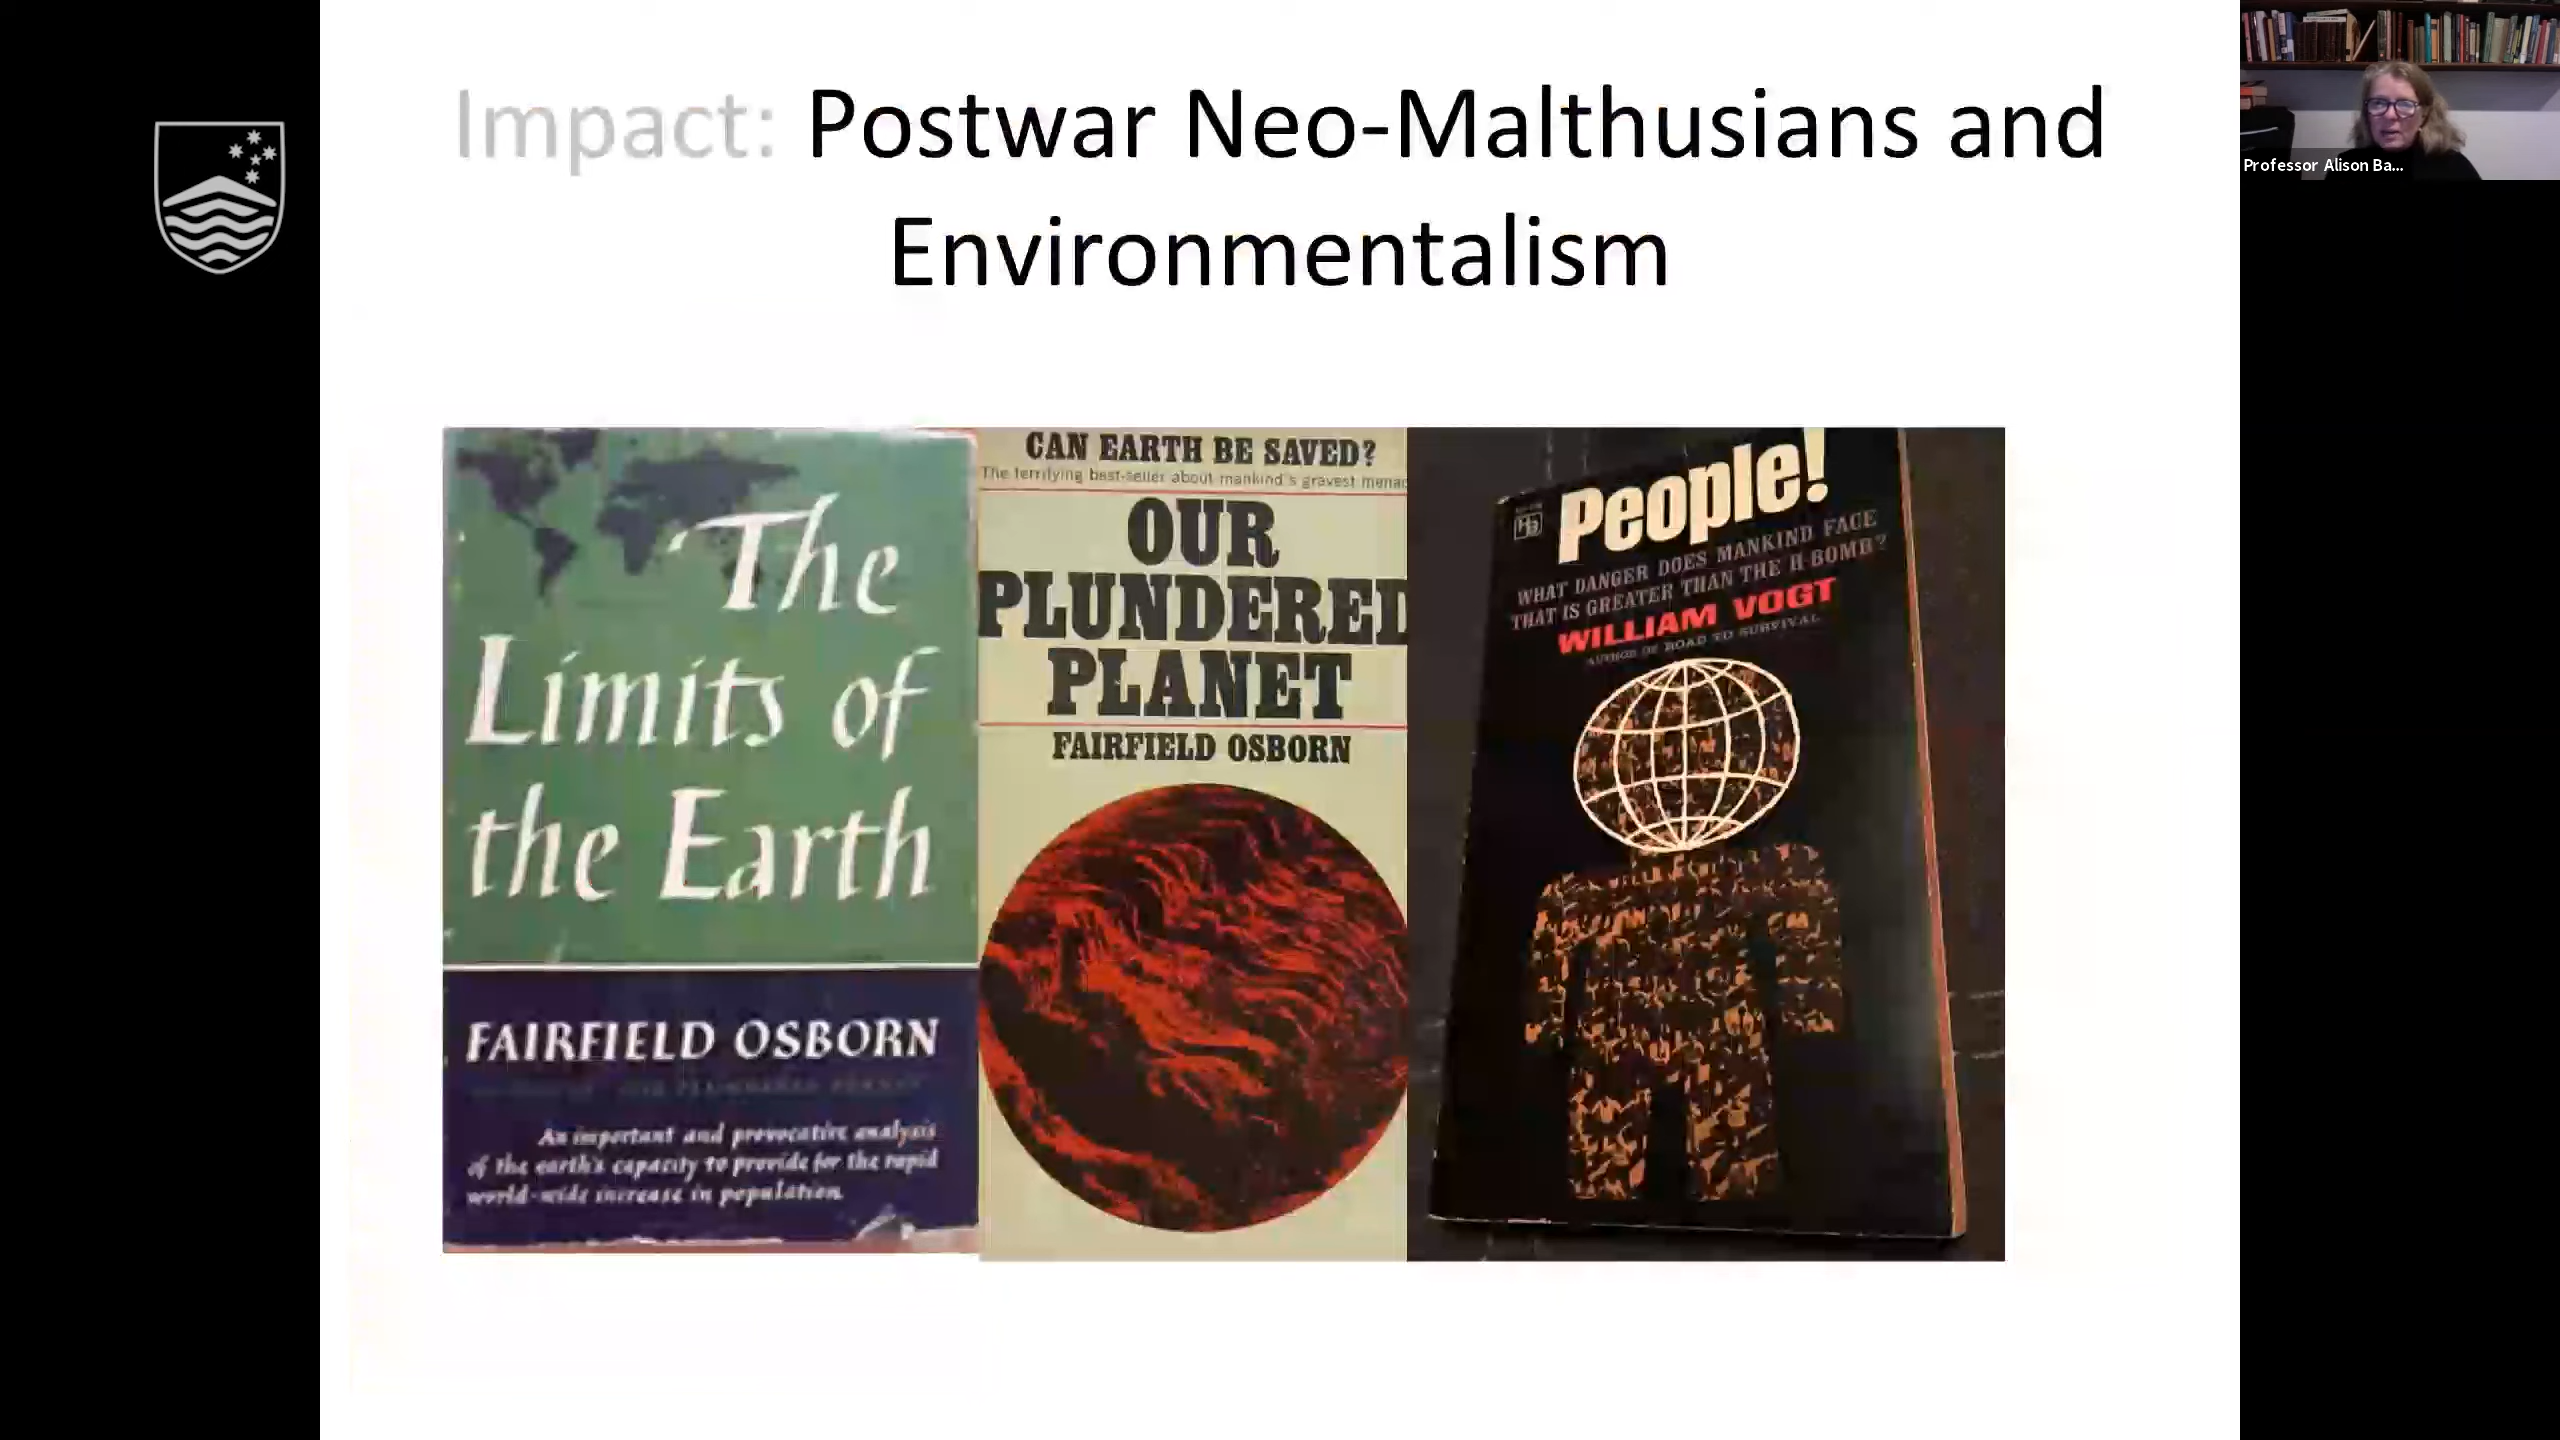 Impact: Postwar Neo-Malthusians and
Environmentalism
Professor Alison Ba...
The
Limits of
the Earth
FAIRFIELD OSBORN
An important and provocative analysis
of the earth's capacity to provide for the rapid
world-wide increase in population.
CAN EARTH BE SAVED?
The terrifying best-seller about mankind's gravest menac
OUR
PLUNDERED
PLANET
FAIRFIELD OSBORN
People!
WHAT DANGER DOES MANKIND FACE
THAT IS GREATER THAN THE H-BOMB?
WILLIAM VOGT
AUTHOR OF ROAD TO SURVIVAL